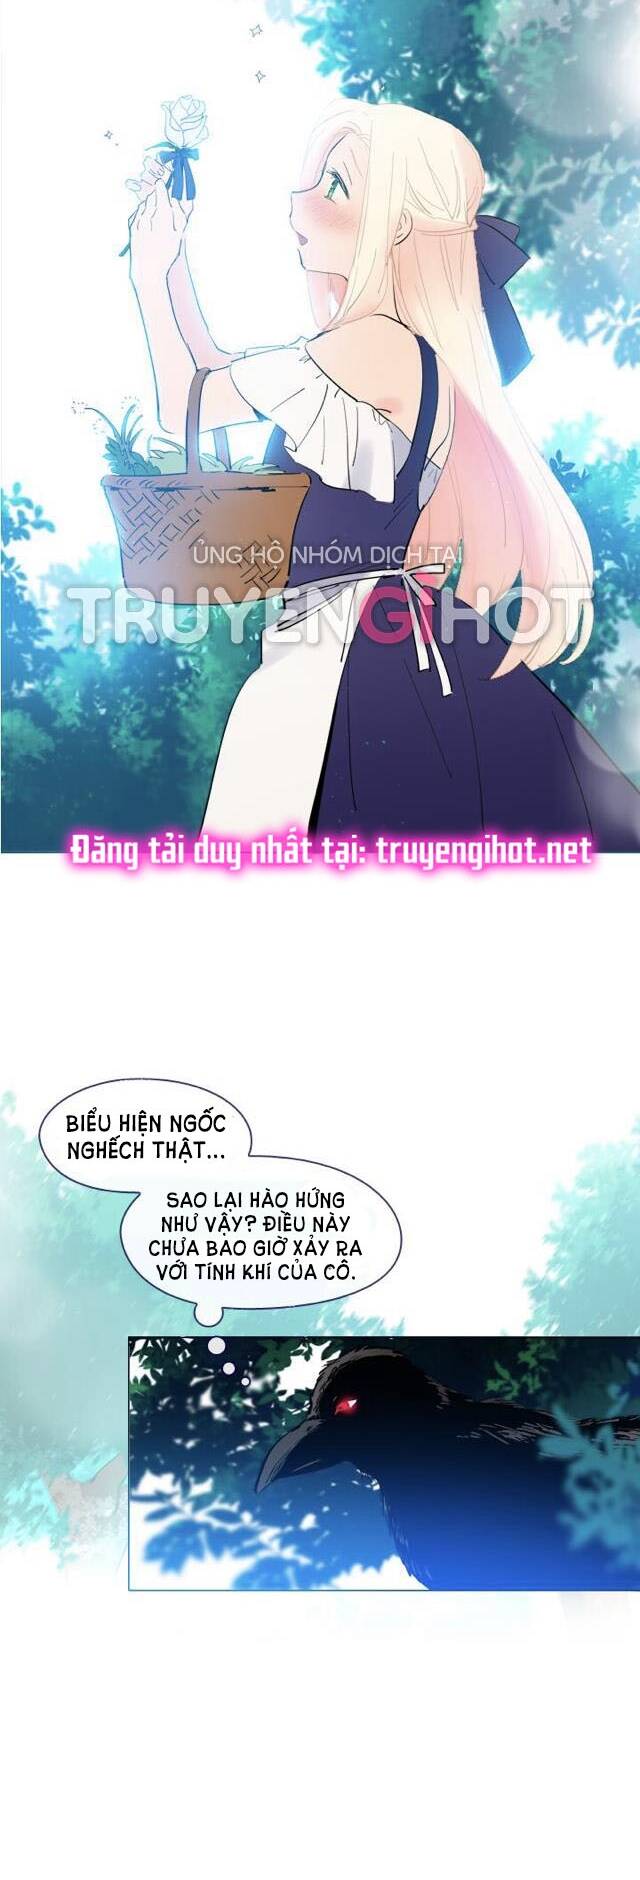 ỦNG HỘ NHÓM DỊCH TẠI
TRUYENGIHOT
Đăng tải duy nhất tại: truyengihot.net
BIỂU HIỆN NGỐC
NGHẾCH THẬT...
SAO LẠI HÀO HỨNG
NHƯ VẬY? ĐIỀU NÀY
CHƯA BAO GIỜ XẢY RA
VỚI TÍNH KHÍ CỦA CÔ.